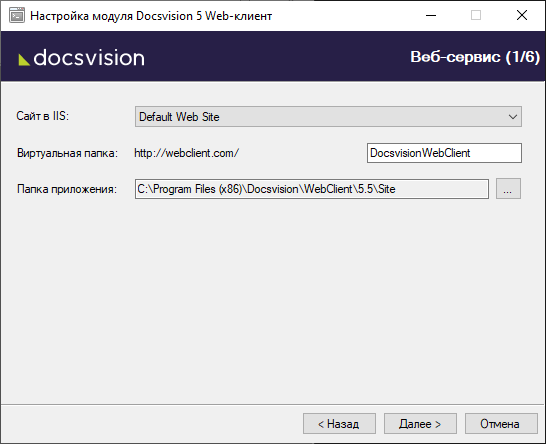 Настройка модуля Docsvision 5 Web-клиент
docsvision
Веб-сервис (1/6)
Сайт в IIS:
Default Web Site
Виртуальная папка:
http://webclient.com/
DocsvisionWebClient
Папка приложения:
C:\Program Files (x86)\Docsvision\WebClient\5.5\Site
...
< Назад
Далее >
Отмена